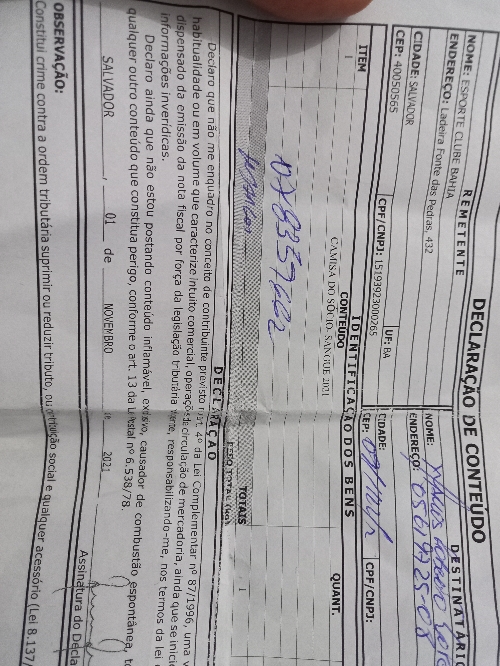 DECLARAÇÃO DE CONTEÚDO
REMETENTE
NOME: ESPORTE CLUBE BAHIA
ENDEREÇO: Ladeira Fonte das Pedras, 432
CIDADE: SALVADOR
UF: BA
CEP: 40050565
CPF/CNPJ: 15193923000265
DESTINATÁRIO
NOME:
ENDEREÇO:
CIDADE:
CEP:
CPF/CNPJ:
IDENTIFICAÇÃO DOS BENS
ITEM
CONTEÚDO
QUANT.
1
CAMISA DO SÓCIO- SANGUE 2021
TOTAIS
1
DECLARAÇÃO
Declaro que não me enquadro no conceito de contribuinte previsto no art. 4º da Lei Complementar nº 87/1996, uma v
habitualidade ou em volume que caracterize intuito comercial, operações de circulação de mercadoria, ainda que se inici
dispensado da emissão da nota fiscal por força da legislação tributária responsabilizando-me, nos termos da lei
informações inverídicas.
Declaro ainda que não estou postando conteúdo inflamável, causador de combustão espontânea, t
qualquer outro conteúdo que constitua perigo, conforme o art. 13 da Lei Postal nº 6.538/78.
SALVADOR, 01 de NOVEMBRO 2021
Assinatura do Decla
OBSERVAÇÃO:
Constitui crime contra a ordem tributária suprimir ou reduzir tributo, ou contribuição social e qualquer acessório (Lei 8.137/